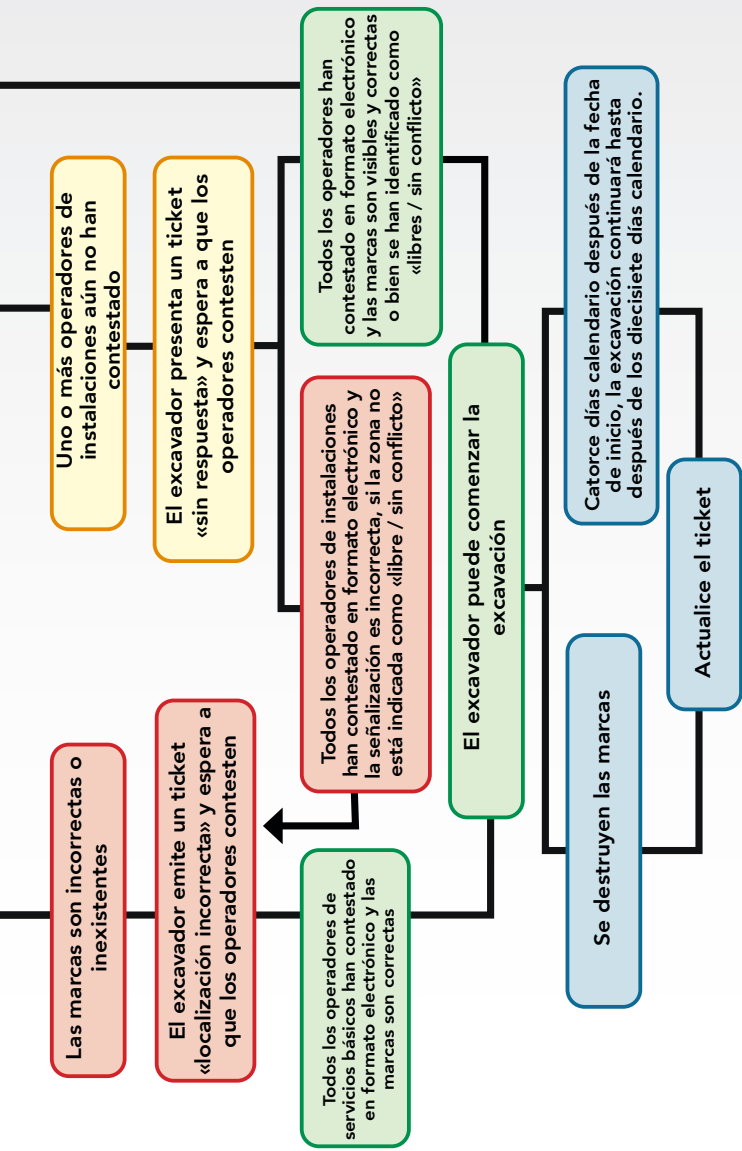 Las marcas son incorrectas o
inexistentes
El excavador emite un ticket
«localización incorrecta» y espera a
que los operadores contesten
Todos los operadores de
servicios básicos han contestado
en formato electrónico y las
marcas son correctas
Uno o más operadores de
instalaciones aún no han
contestado
El excavador presenta un ticket
«sin respuesta» y espera a que los
operadores contesten
Todos los operadores de instalaciones
han contestado en formato electrónico y
la señalización es incorrecta, si la zona no
está indicada como «libre / sin conflicto»
Todos los operadores han
contestado en formato electrónico
y las marcas son visibles y correctas
o bien se han identificado como
«libres / sin conflicto»
El excavador puede comenzar la
excavación
Se destruyen las marcas
Catorce días calendario después de la fecha
de inicio, la excavación continuará hasta
después de los diecisiete días calendario.
Actualice el ticket